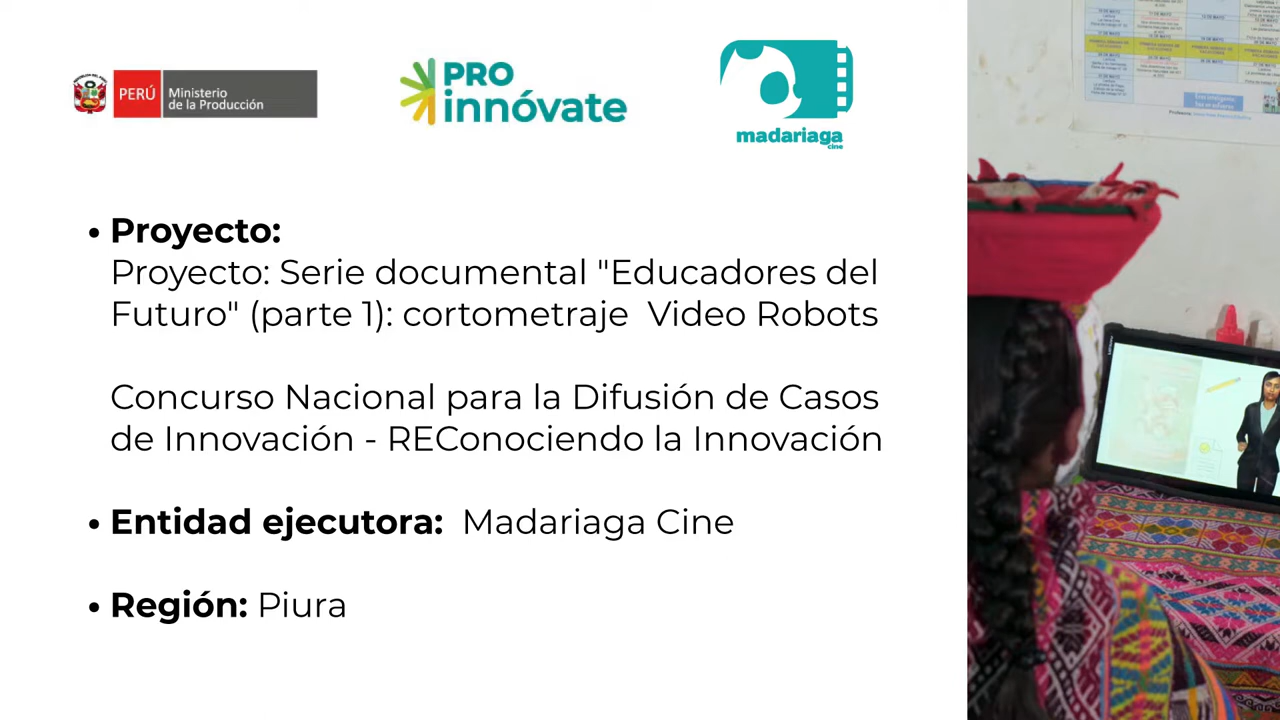 PERÚ
Ministerio
de la Producción
PRO
innóvate
madariaga
cine
• Proyecto:
Proyecto: Serie documental "Educadores del
Futuro" (parte 1): cortometraje  Video Robots
Concurso Nacional para la Difusión de Casos
de Innovación - REConociendo la Innovación
• Entidad ejecutora:  Madariaga Cine
• Región: Piura